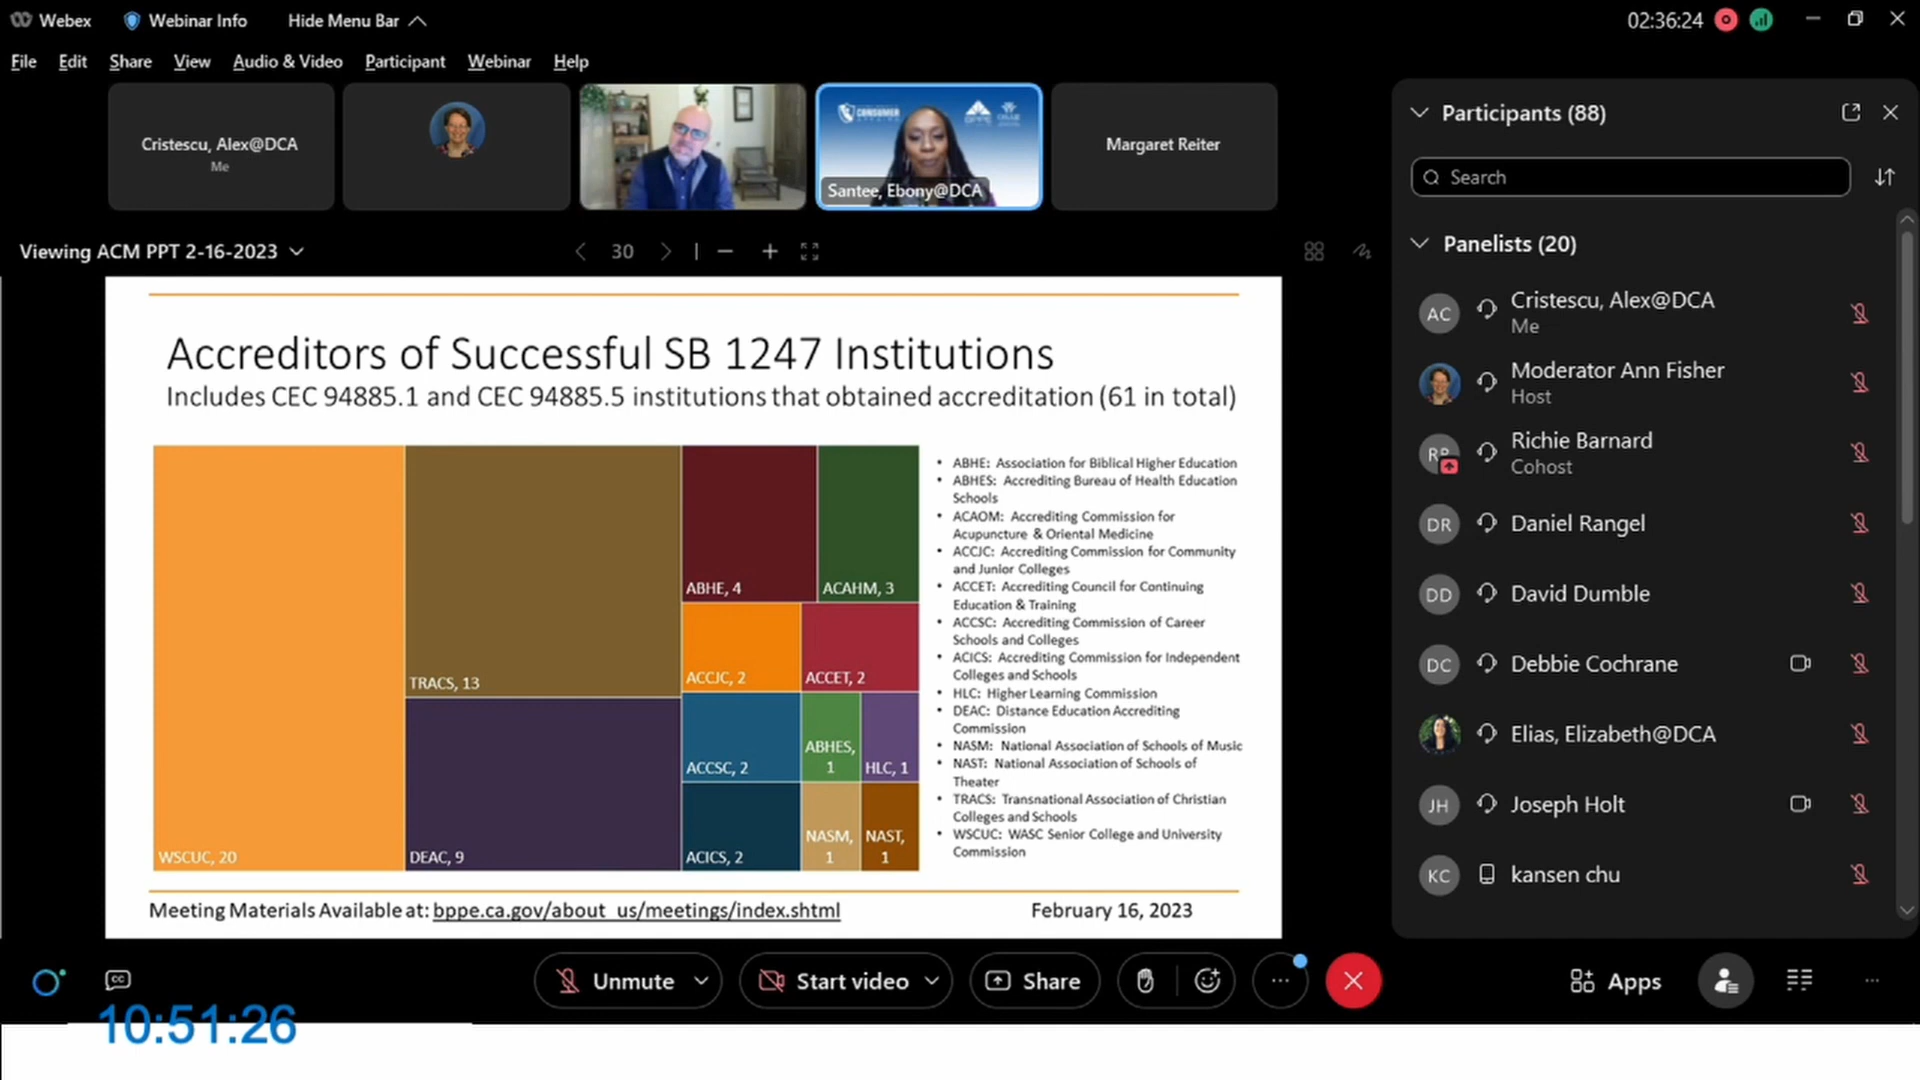 Webex
Webinar Info
Hide Menu Bar
02:36:24
File Edit Share View Audio & Video Participant Webinar Help
Cristescu, Alex@DCA
Me
CONSUMER
BPPE
Santee, Ebony@DCA
Margaret Reiter
Viewing ACM PPT 2-16-2023
30
Accreditors of Successful SB 1247 Institutions
Includes CEC 94885.1 and CEC 94885.5 institutions that obtained accreditation (61 in total)
WSCUC, 20
TRACS, 13
DEAC, 9
ABHE, 4
ACAHM, 3
ACCJC, 2
ACCET, 2
ACCSC, 2
ABHES,
1
HLC, 1
ACICS, 2
NASM,
1
NAST,
1
• ABHE: Association for Biblical Higher Education
• ABHES: Accrediting Bureau of Health Education
Schools
• ACAOM: Accrediting Commission for
Acupuncture & Oriental Medicine
• ACCJC: Accrediting Commission for Community
and Junior Colleges
• ACCET: Accrediting Council for Continuing
Education & Training
• ACCSC: Accrediting Commission of Career
Schools and Colleges
• ACICS: Accrediting Commission for Independent
Colleges and Schools
• HLC: Higher Learning Commission
• DEAC: Distance Education Accrediting
Commission
• NASM: National Association of Schools of Music
• NAST: National Association of Schools of
Theater
• TRACS: Transnational Association of Christian
Colleges and Schools
• WSCUC: WASC Senior College and University
Commission
Meeting Materials Available at: bppe.ca.gov/about_us/meetings/index.shtml
February 16, 2023
Participants (88)
Search
Panelists (20)
AC
Cristescu, Alex@DCA
Me
Moderator Ann Fisher
Host
Richie Barnard
Cohost
DR
Daniel Rangel
DD
David Dumble
DC
Debbie Cochrane
Elias, Elizabeth@DCA
JH
Joseph Holt
KC
kansen chu
CC
Unmute
Start video
Share
Apps
10:51:26